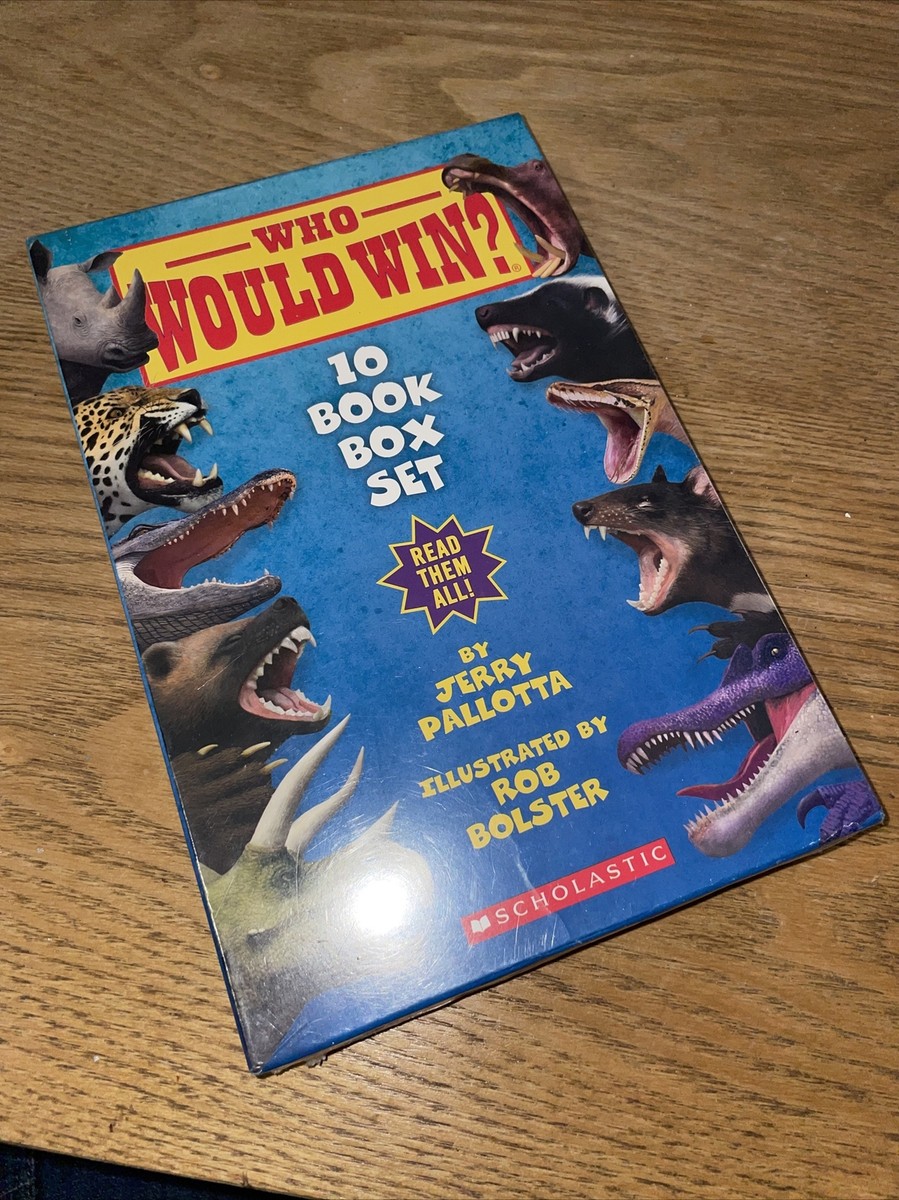 WHO
WOULD WIN?®
10
BOOK
BOX
SET
READ
THEM
ALL!
BY
JERRY
PALLOTTA
ILLUSTRATED BY
ROB
BOLSTER
SCHOLASTIC